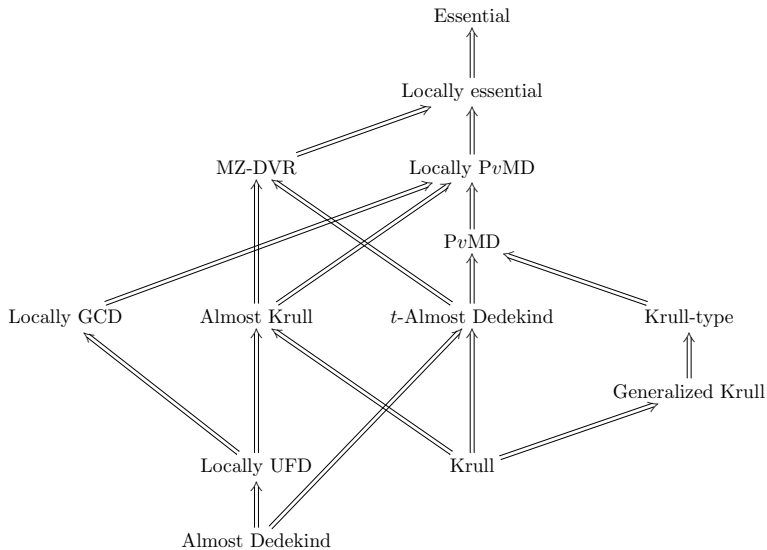 Essential
Locally essential
MZ-DVR Locally PvMD
PvMD
Locally GCD Almost Krull t-Almost Dedekind Krull-type
Generalized Krull
Locally UFD Krull
Almost Dedekind